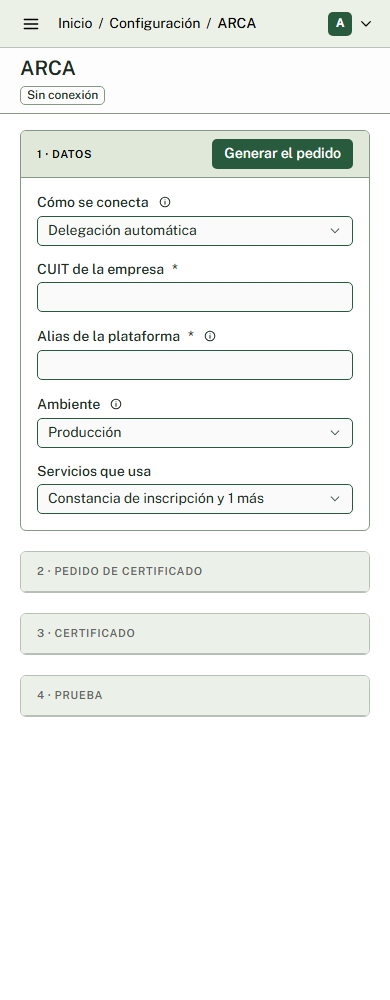 Inicio / Configuración / ARCA
A
ARCA
Sin conexión
1 · DATOS
Generar el pedido
Cómo se conecta
Delegación automática
CUIT de la empresa *
Alias de la plataforma *
Ambiente
Producción
Servicios que usa
Constancia de inscripción y 1 más
2 · PEDIDO DE CERTIFICADO
3 · CERTIFICADO
4 · PRUEBA